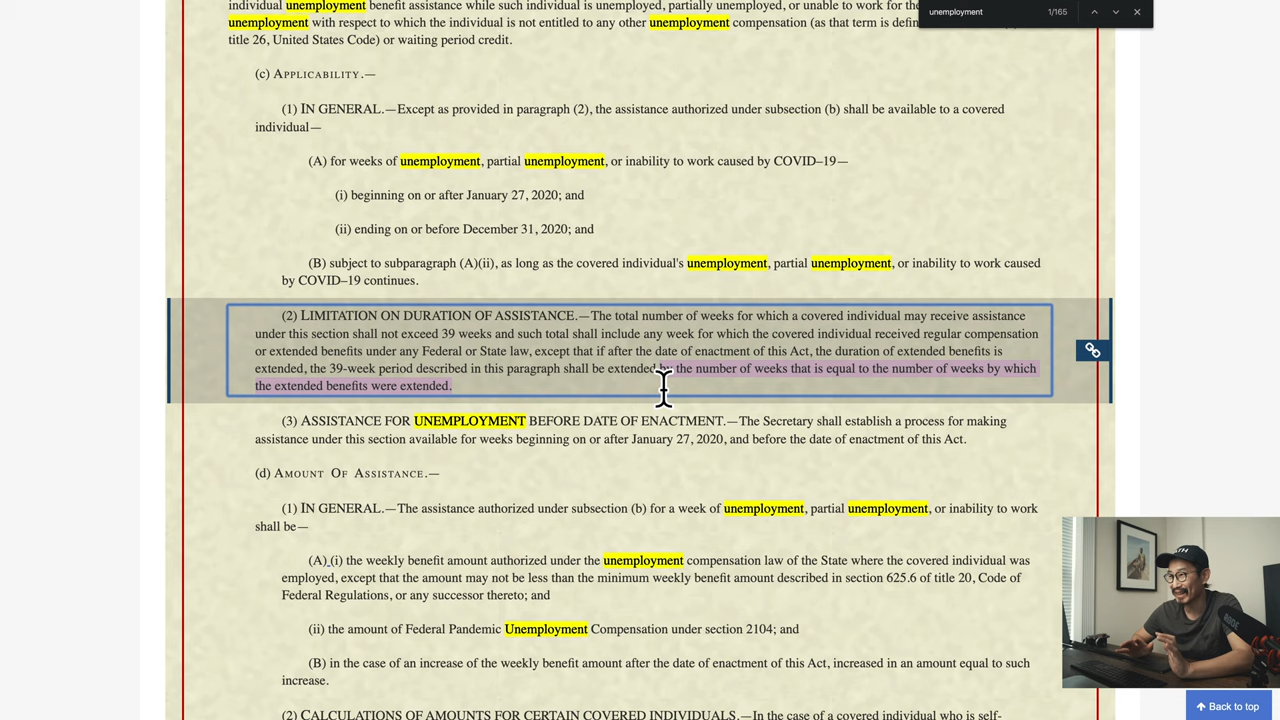 individual unemployment benefit assistance while such individual is unemployed, partially unemployed, or unable to work for the
unemployment
1/165
unemployment with respect to which the individual is not entitled to any other unemployment compensation (as that term is
title 26, United States Code) or waiting period credit.
(c) APPLICABILITY.—
(1) IN GENERAL.—Except as provided in paragraph (2), the assistance authorized under subsection (b) shall be available to a covered
individual—
(A) for weeks of unemployment, partial unemployment, or inability to work caused by COVID–19—
(i) beginning on or after January 27, 2020; and
(ii) ending on or before December 31, 2020; and
(B) subject to subparagraph (A)(ii), as long as the covered individual's unemployment, partial unemployment, or inability to work caused
by COVID–19 continues.
(2) LIMITATION ON DURATION OF ASSISTANCE.—The total number of weeks for which a covered individual may receive assistance
under this section shall not exceed 39 weeks and such total shall include any week for which the covered individual received regular compensation
or extended benefits under any Federal or State law, except that if after the date of enactment of this Act, the duration of extended benefits is
extended, the 39-week period described in this paragraph shall be extended by the number of weeks that is equal to the number of weeks by which
the extended benefits were extended.
(3) ASSISTANCE FOR UNEMPLOYMENT BEFORE DATE OF ENACTMENT.—The Secretary shall establish a process for making
assistance under this section available for weeks beginning on or after January 27, 2020, and before the date of enactment of this Act.
(d) AMOUNT OF ASSISTANCE.—
(1) IN GENERAL.—The assistance authorized under subsection (b) for a week of unemployment, partial unemployment, or inability to work
shall be—
(A) (i) the weekly benefit amount authorized under the unemployment compensation law of the State where the covered individual was
employed, except that the amount may not be less than the minimum weekly benefit amount described in section 625.6 of title 20, Code of
Federal Regulations, or any successor thereto; and
(ii) the amount of Federal Pandemic Unemployment Compensation under section 2104; and
(B) in the case of an increase of the weekly benefit amount after the date of enactment of this Act, increased in an amount equal to such
increase.
(2) CALCULATIONS OF AMOUNTS FOR CERTAIN COVERED INDIVIDUALS.—In the case of a covered individual who is self-
RODE
Back to top